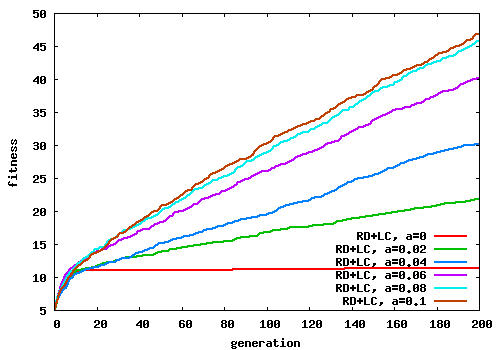 50
45
40
35
30
25
20
15
10
5
fitness
RD+LC, a=0
RD+LC, a=0.02
RD+LC, a=0.04
RD+LC, a=0.06
RD+LC, a=0.08
RD+LC, a=0.1
0 20 40 60 80 100 120 140 160 180 200
generation